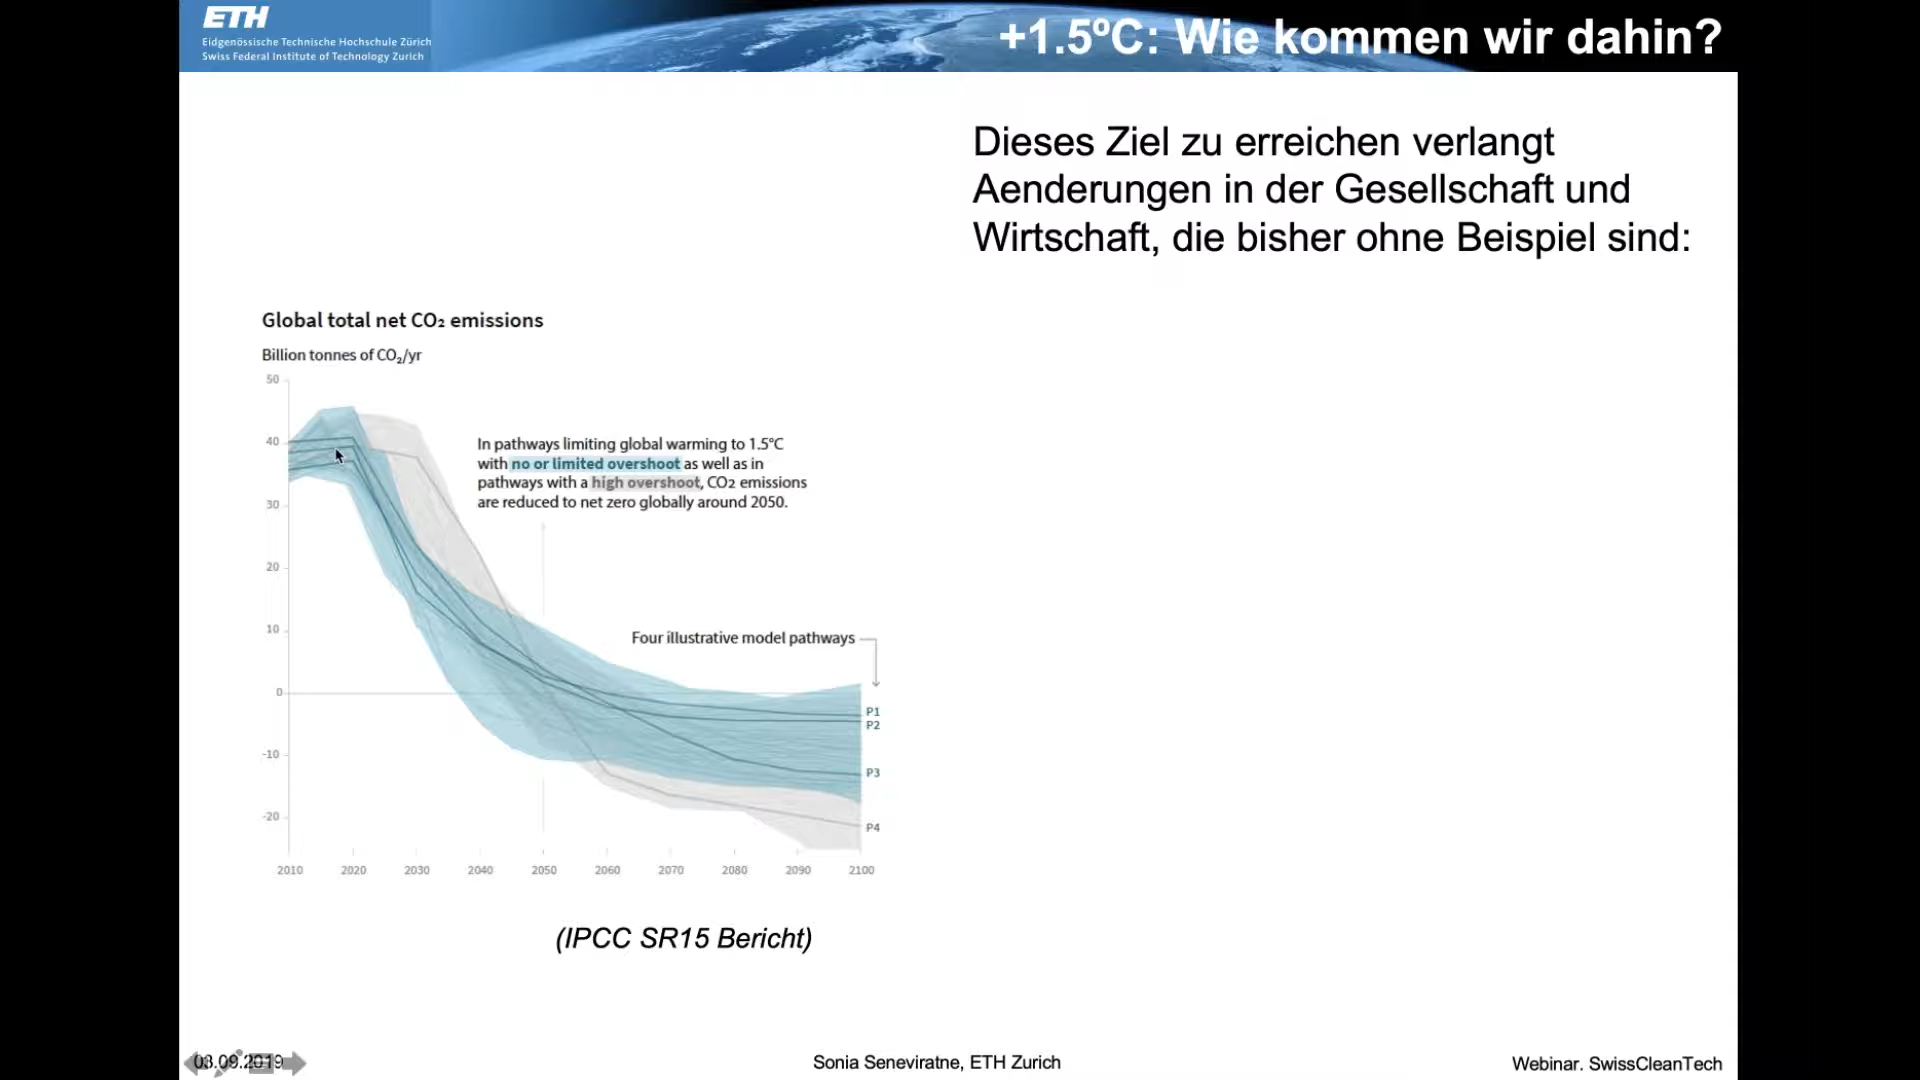 ETH
Eidgenössische Technische Hochschule Zürich
Swiss Federal Institute of Technology Zurich
+1.5ºC: Wie kommen wir dahin?
Dieses Ziel zu erreichen verlangt
Aenderungen in der Gesellschaft und
Wirtschaft, die bisher ohne Beispiel sind:
Global total net CO₂ emissions
Billion tonnes of CO₂/yr
50
40
30
20
10
0
-10
-20
In pathways limiting global warming to 1.5°C
with no or limited overshoot as well as in
pathways with a high overshoot, CO2 emissions
are reduced to net zero globally around 2050.
Four illustrative model pathways
P1
P2
P3
P4
2010 2020 2030 2040 2050 2060 2070 2080 2090 2100
(IPCC SR15 Bericht)
03.09.2019
Sonia Seneviratne, ETH Zurich
Webinar. SwissCleanTech